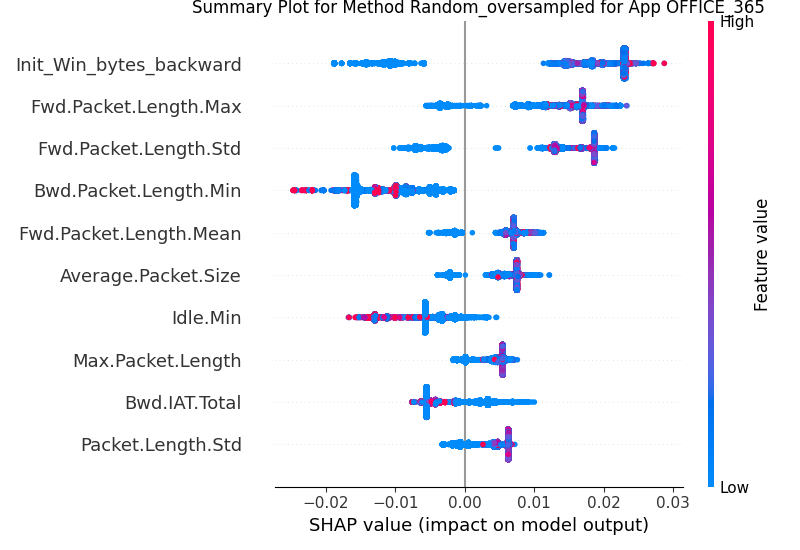 Summary Plot for Method Random_oversampled for App OFFICE_365
High
Init_Win_bytes_backward
Fwd.Packet.Length.Max
Fwd.Packet.Length.Std
Bwd.Packet.Length.Min
Fwd.Packet.Length.Mean
Average.Packet.Size
Idle.Min
Max.Packet.Length
Bwd.IAT.Total
Packet.Length.Std
Feature value
Low
−0.02 −0.01 0.00 0.01 0.02 0.03
SHAP value (impact on model output)